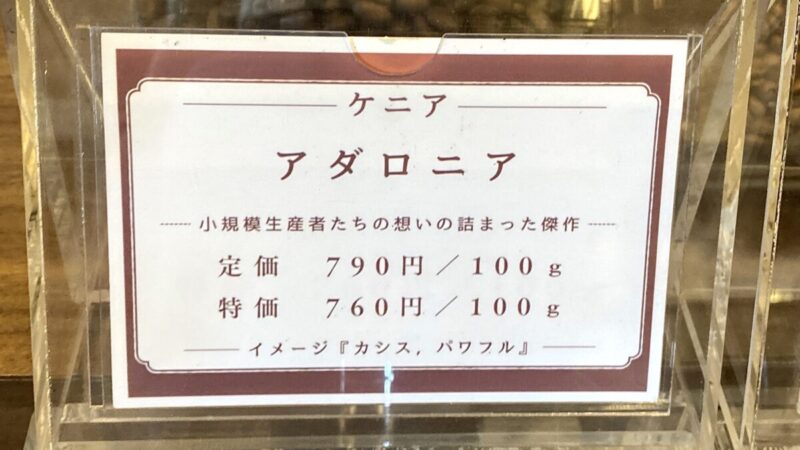 ケニア
アダロニア
小規模生産者たちの想いの詰まった傑作
定価 790円／100g
特価 760円／100g
イメージ『カシス, パワフル』